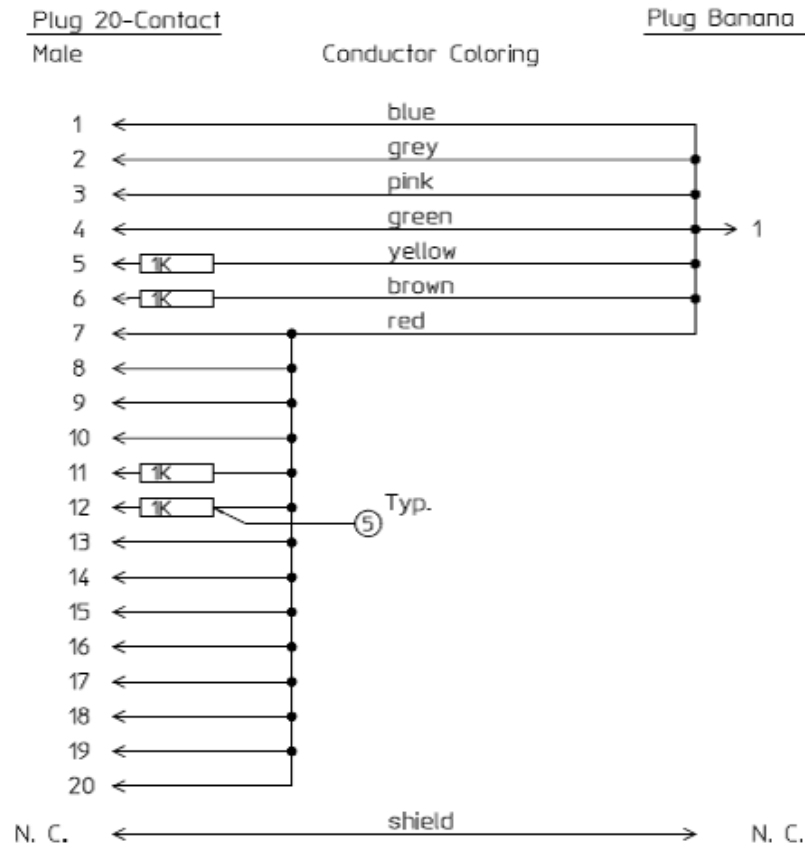 Plug 20-Contact Plug Banana
Male Conductor Coloring
1 blue
2 grey
3 pink
4 green 1
5 1K yellow
6 1K brown
7 red
8
9
10
11 1K
12 1K
5 Typ.
13
14
15
16
17
18
19
20
N. C. shield N. C.